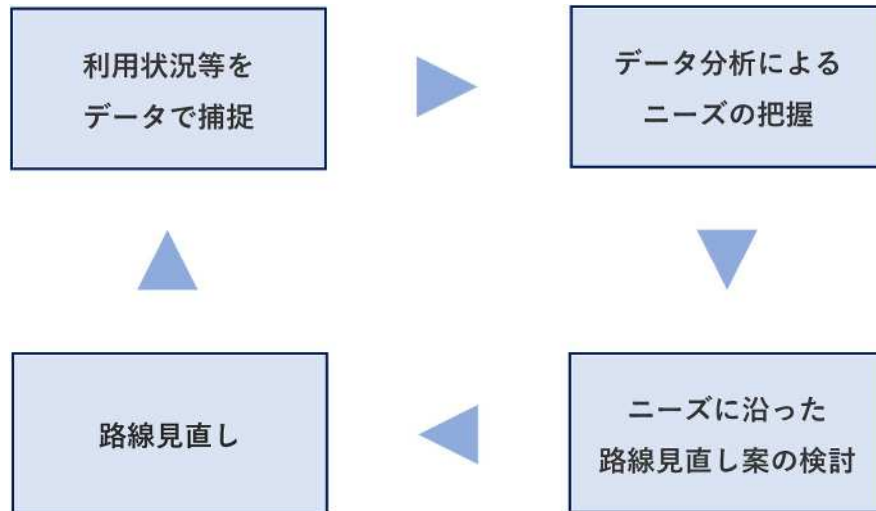 利用状況等を
データで捕捉
データ分析による
ニーズの把握
ニーズに沿った
路線見直し案の検討
路線見直し